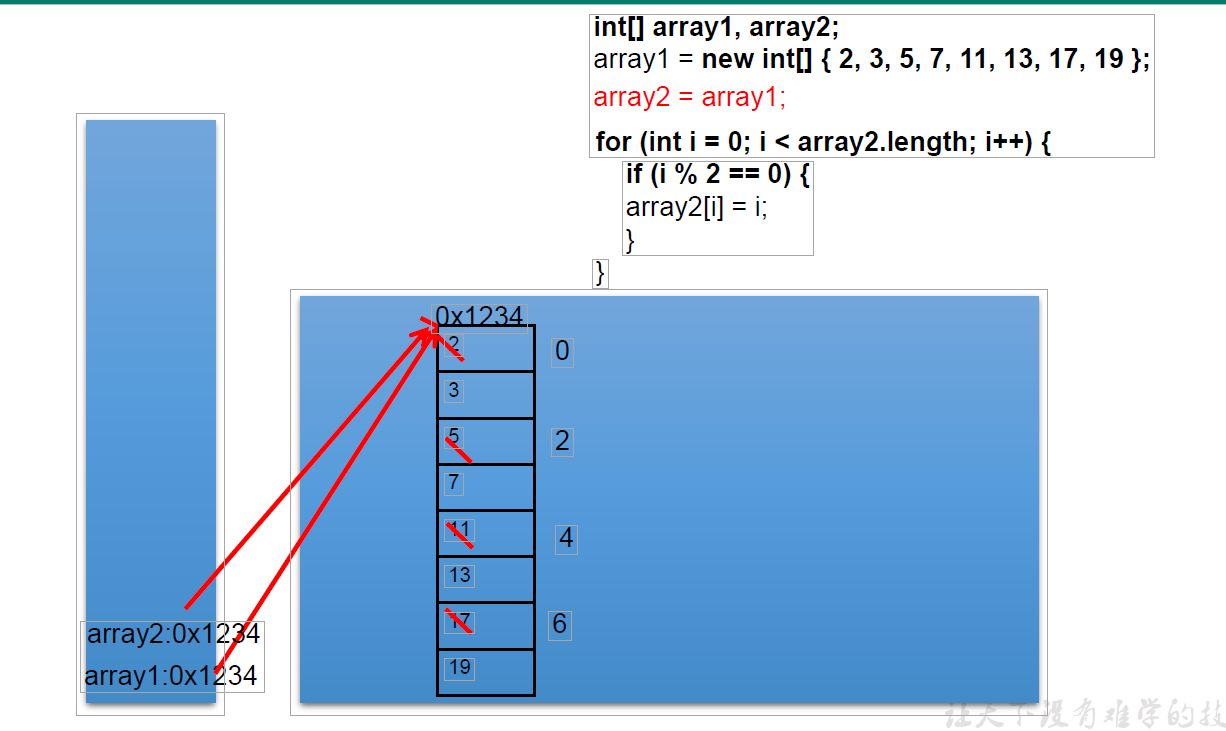 int[] array1, array2;
array1 = new int[] { 2, 3, 5, 7, 11, 13, 17, 19 };
array2 = array1;
for (int i = 0; i < array2.length; i++) {
if (i % 2 == 0) {
array2[i] = i;
}
}
0x1234
2 0
3
5 2
7
11 4
13
17 6
19
array2:0x1234
array1:0x1234
让天下没有难学的技